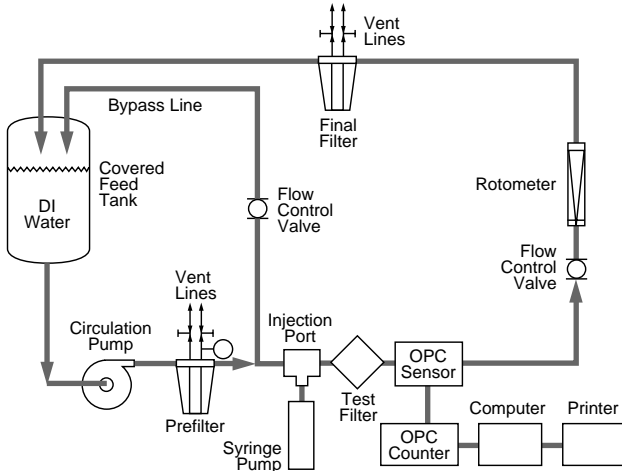 Vent
Lines
Bypass Line
Final
Filter
Covered
Feed
Tank
DI
Water
Flow
Control
Valve
Rotometer
Flow
Control
Valve
Vent
Lines
Circulation
Pump
Injection
Port
Prefilter
Test
Filter
OPC
Sensor
Syringe
Pump
OPC
Counter
Computer
Printer